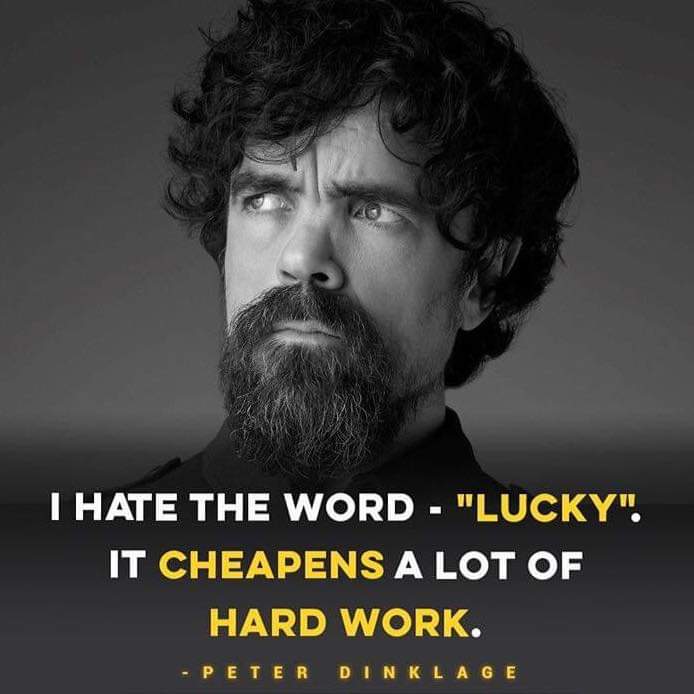 I HATE THE WORD - "LUCKY".
IT CHEAPENS A LOT OF
HARD WORK.
- PETER DINKLAGE